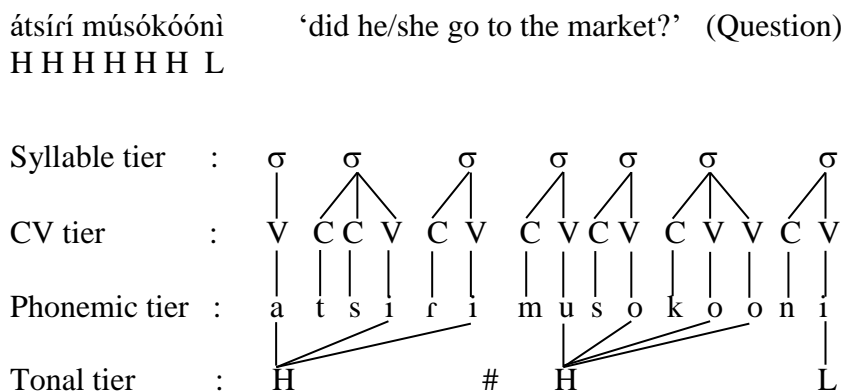 átsíɾí músókóónì ‘did he/she go to the market?’ (Question)
H H H H H H L
Syllable tier : σ σ σ σ σ σ σ
CV tier : V C C V C V C V C V C V V C V
Phonemic tier : a t s i ɾ i m u s o k o o n i
Tonal tier : H # H L